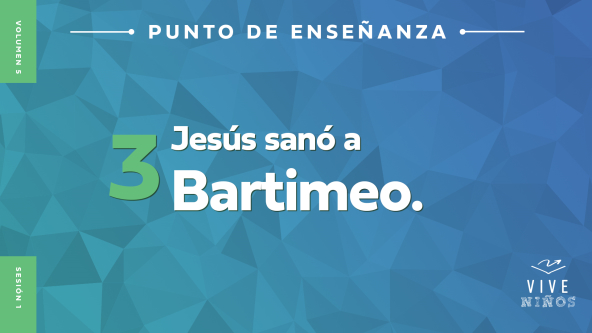 VOLUMEN 5
PUNTO DE ENSEÑANZA
3
Jesús sanó a
Bartimeo.
SESIÓN 1
VIVE
NIÑOS